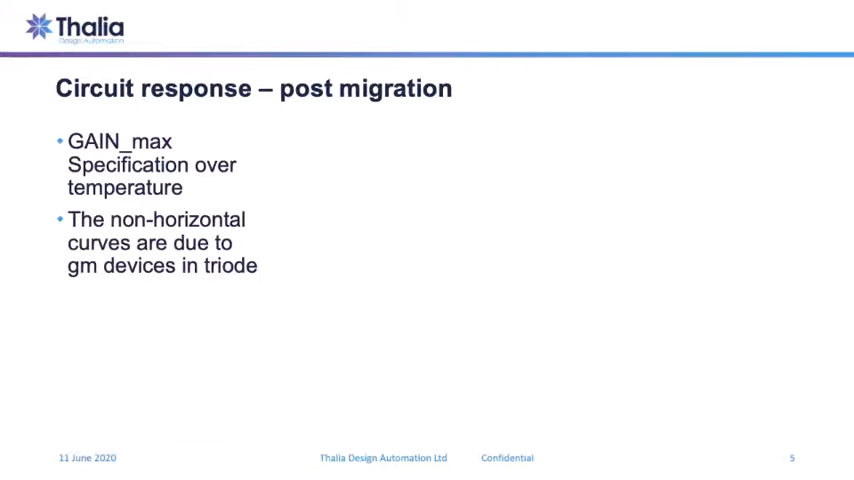 Thalia
Design Automation
Circuit response – post migration
GAIN_max
Specification over
temperature
The non-horizontal
curves are due to
gm devices in triode
11 June 2020
Thalia Design Automation Ltd
Confidential
5